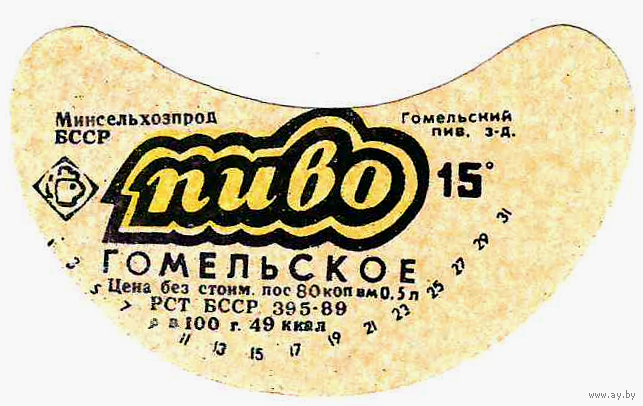 Минсельхозпрод
БССР
Гомельский
пив. з-д.
пиво
15°
ГОМЕЛЬСКОЕ
Цена без стоим. пос 80 коп вм 0.5 л
РСТ БССР 395-89
в 100 г. 49 ккал
1 3 5 7 9 11 13 15 17 19 21 23 25 27 29 31
www.ay.by